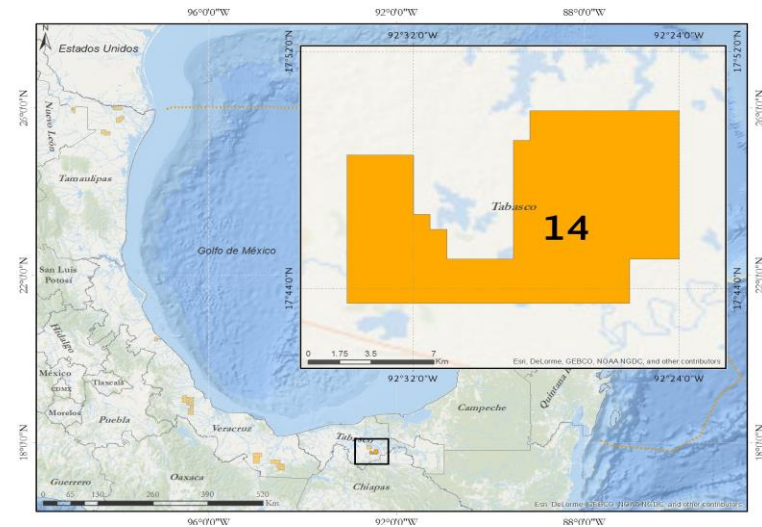 96°0'0"W 92°0'0"W 88°0'0"W
N
Estados Unidos
92°32'0"W 92°24'0"W
17°52'0"N 17°52'0"N
26°0'0"N 26°0'0"N
Nuevo León
Tamaulipas
Tabasco
14
Golfo de México
San Luis
Potosí
22°0'0"N 22°0'0"N
17°44'0"N 17°44'0"N
Hidalgo
0 1.75 3.5 7
Km
Esri, DeLorme, GEBCO, NOAA NGDC, and other contributors
92°32'0"W 92°24'0"W
México
CDMX
Tlaxcala
Morelos
Puebla
Veracruz
Tabasco
Campeche
Quintana
18°0'0"N 18°0'0"N
Guerrero
Oaxaca
Chiapas
0 65 130 260 390 520
Km
Esri, DeLorme, GEBCO, NOAA NGDC, and other contributors
96°0'0"W 92°0'0"W 88°0'0"W